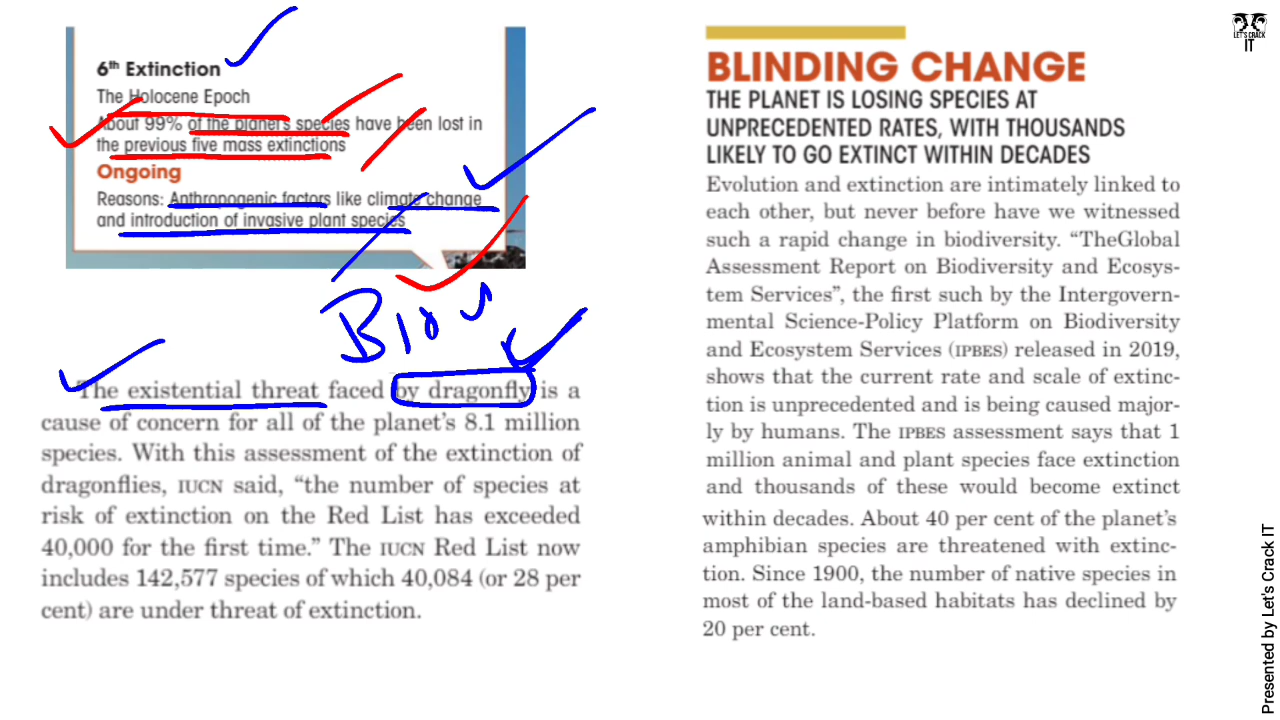 6th Extinction
The Holocene Epoch
About 99% of the planet's species have been lost in
the previous five mass extinctions
Ongoing
Reasons: Anthropogenic factors like climate change
and introduction of invasive plant species
The existential threat faced by dragonfly is a
cause of concern for all of the planet's 8.1 million
species. With this assessment of the extinction of
dragonflies, IUCN said, “the number of species at
risk of extinction on the Red List has exceeded
40,000 for the first time.” The IUCN Red List now
includes 142,577 species of which 40,084 (or 28 per
cent) are under threat of extinction.
BLINDING CHANGE
THE PLANET IS LOSING SPECIES AT
UNPRECEDENTED RATES, WITH THOUSANDS
LIKELY TO GO EXTINCT WITHIN DECADES
Evolution and extinction are intimately linked to
each other, but never before have we witnessed
such a rapid change in biodiversity. “TheGlobal
Assessment Report on Biodiversity and Ecosys-
tem Services”, the first such by the Intergovern-
mental Science-Policy Platform on Biodiversity
and Ecosystem Services (IPBES) released in 2019,
shows that the current rate and scale of extinc-
tion is unprecedented and is being caused major-
ly by humans. The IPBES assessment says that 1
million animal and plant species face extinction
and thousands of these would become extinct
within decades. About 40 per cent of the planet's
amphibian species are threatened with extinc-
tion. Since 1900, the number of native species in
most of the land-based habitats has declined by
20 per cent.
LET'S CRACK
IT
Presented by Let's Crack IT